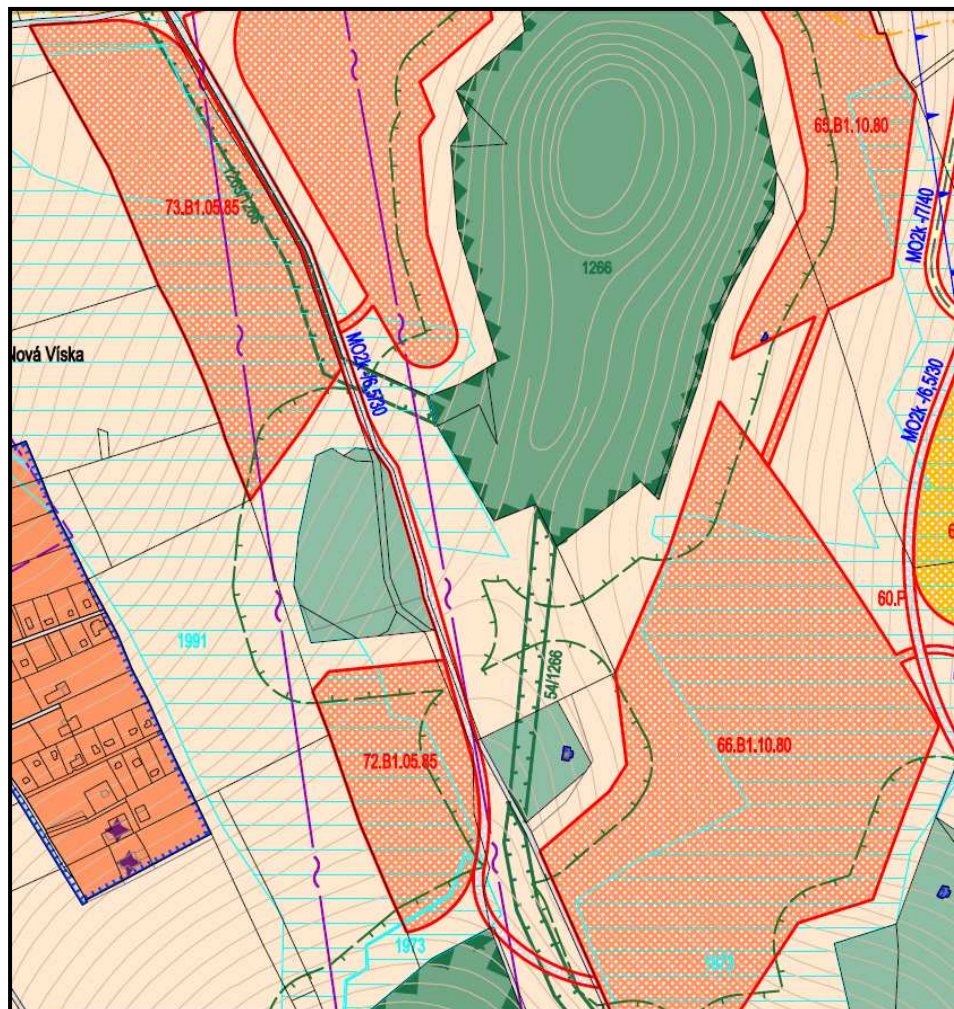 65.B1.10.80
73.B1.05.85
MO2k -/7/40
1266
Nová Víska
MO2k -/6.5/30
MO2k -/6.5/30
60.P
1991
54/1266
66.B1.10.80
72.B1.05.85
1973
1973